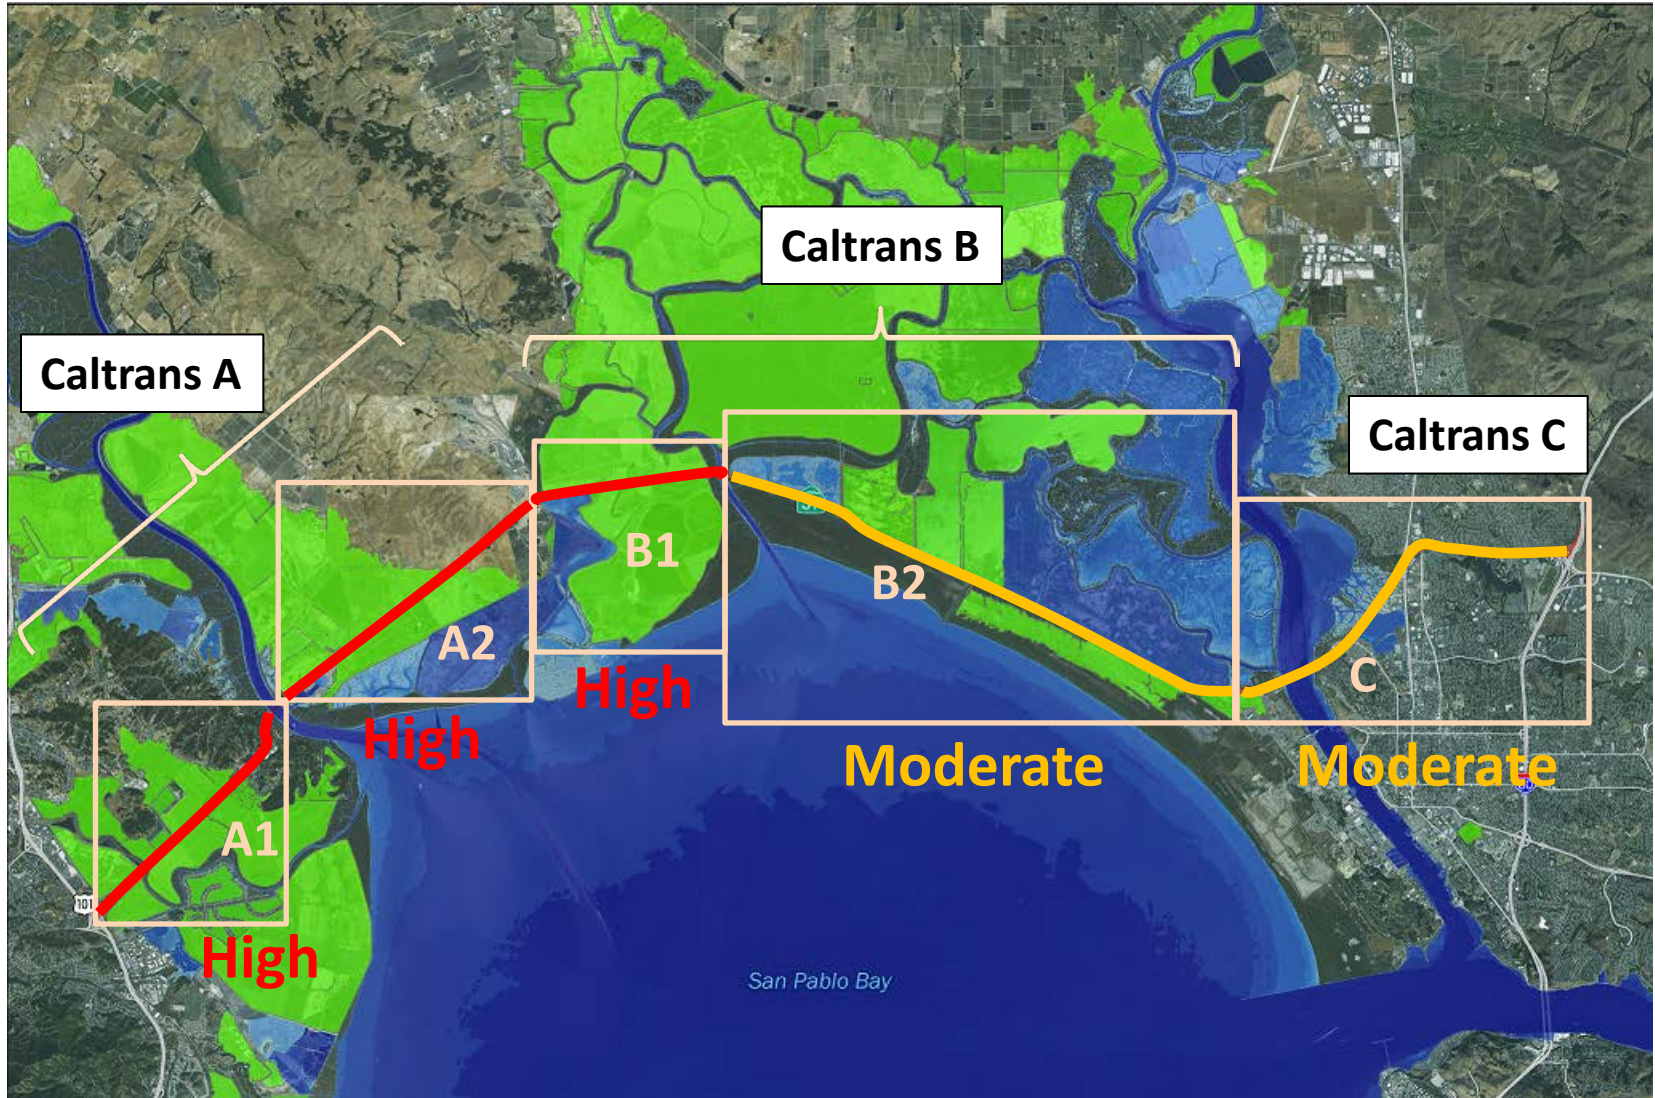 Caltrans B
Caltrans A
Caltrans C
B1
B2
A2
C
High
High
Moderate
Moderate
A1
101
High
San Pablo Bay